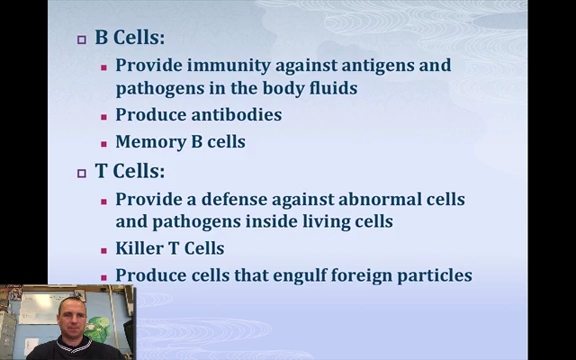 B Cells:
Provide immunity against antigens and
pathogens in the body fluids
Produce antibodies
Memory B cells
T Cells:
Provide a defense against abnormal cells
and pathogens inside living cells
Killer T Cells
Produce cells that engulf foreign particles